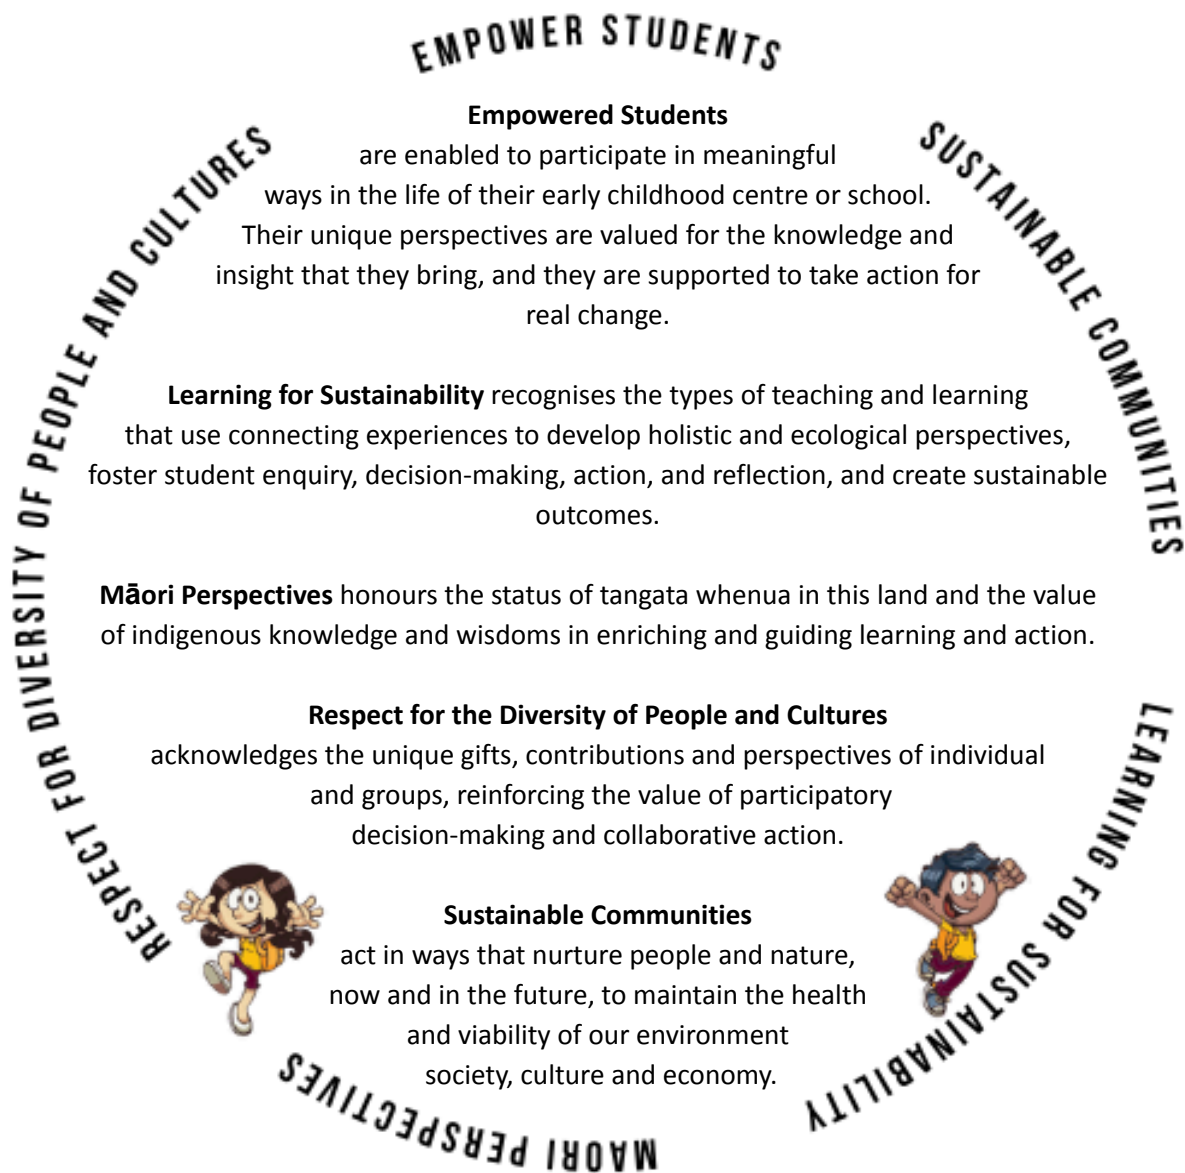 EMPOWER STUDENTS
SUSTAINABLE COMMUNITIES
LEARNING FOR SUSTAINABILITY
MAORI PERSPECTIVES
RESPECT FOR DIVERSITY OF PEOPLE AND CULTURES
Empowered Students
are enabled to participate in meaningful
ways in the life of their early childhood centre or school.
Their unique perspectives are valued for the knowledge and
insight that they bring, and they are supported to take action for
real change.
Learning for Sustainability recognises the types of teaching and learning
that use connecting experiences to develop holistic and ecological perspectives,
foster student enquiry, decision-making, action, and reflection, and create sustainable
outcomes.
Māori Perspectives honours the status of tangata whenua in this land and the value
of indigenous knowledge and wisdoms in enriching and guiding learning and action.
Respect for the Diversity of People and Cultures
acknowledges the unique gifts, contributions and perspectives of individual
and groups, reinforcing the value of participatory
decision-making and collaborative action.
Sustainable Communities
act in ways that nurture people and nature,
now and in the future, to maintain the health
and viability of our environment
society, culture and economy.